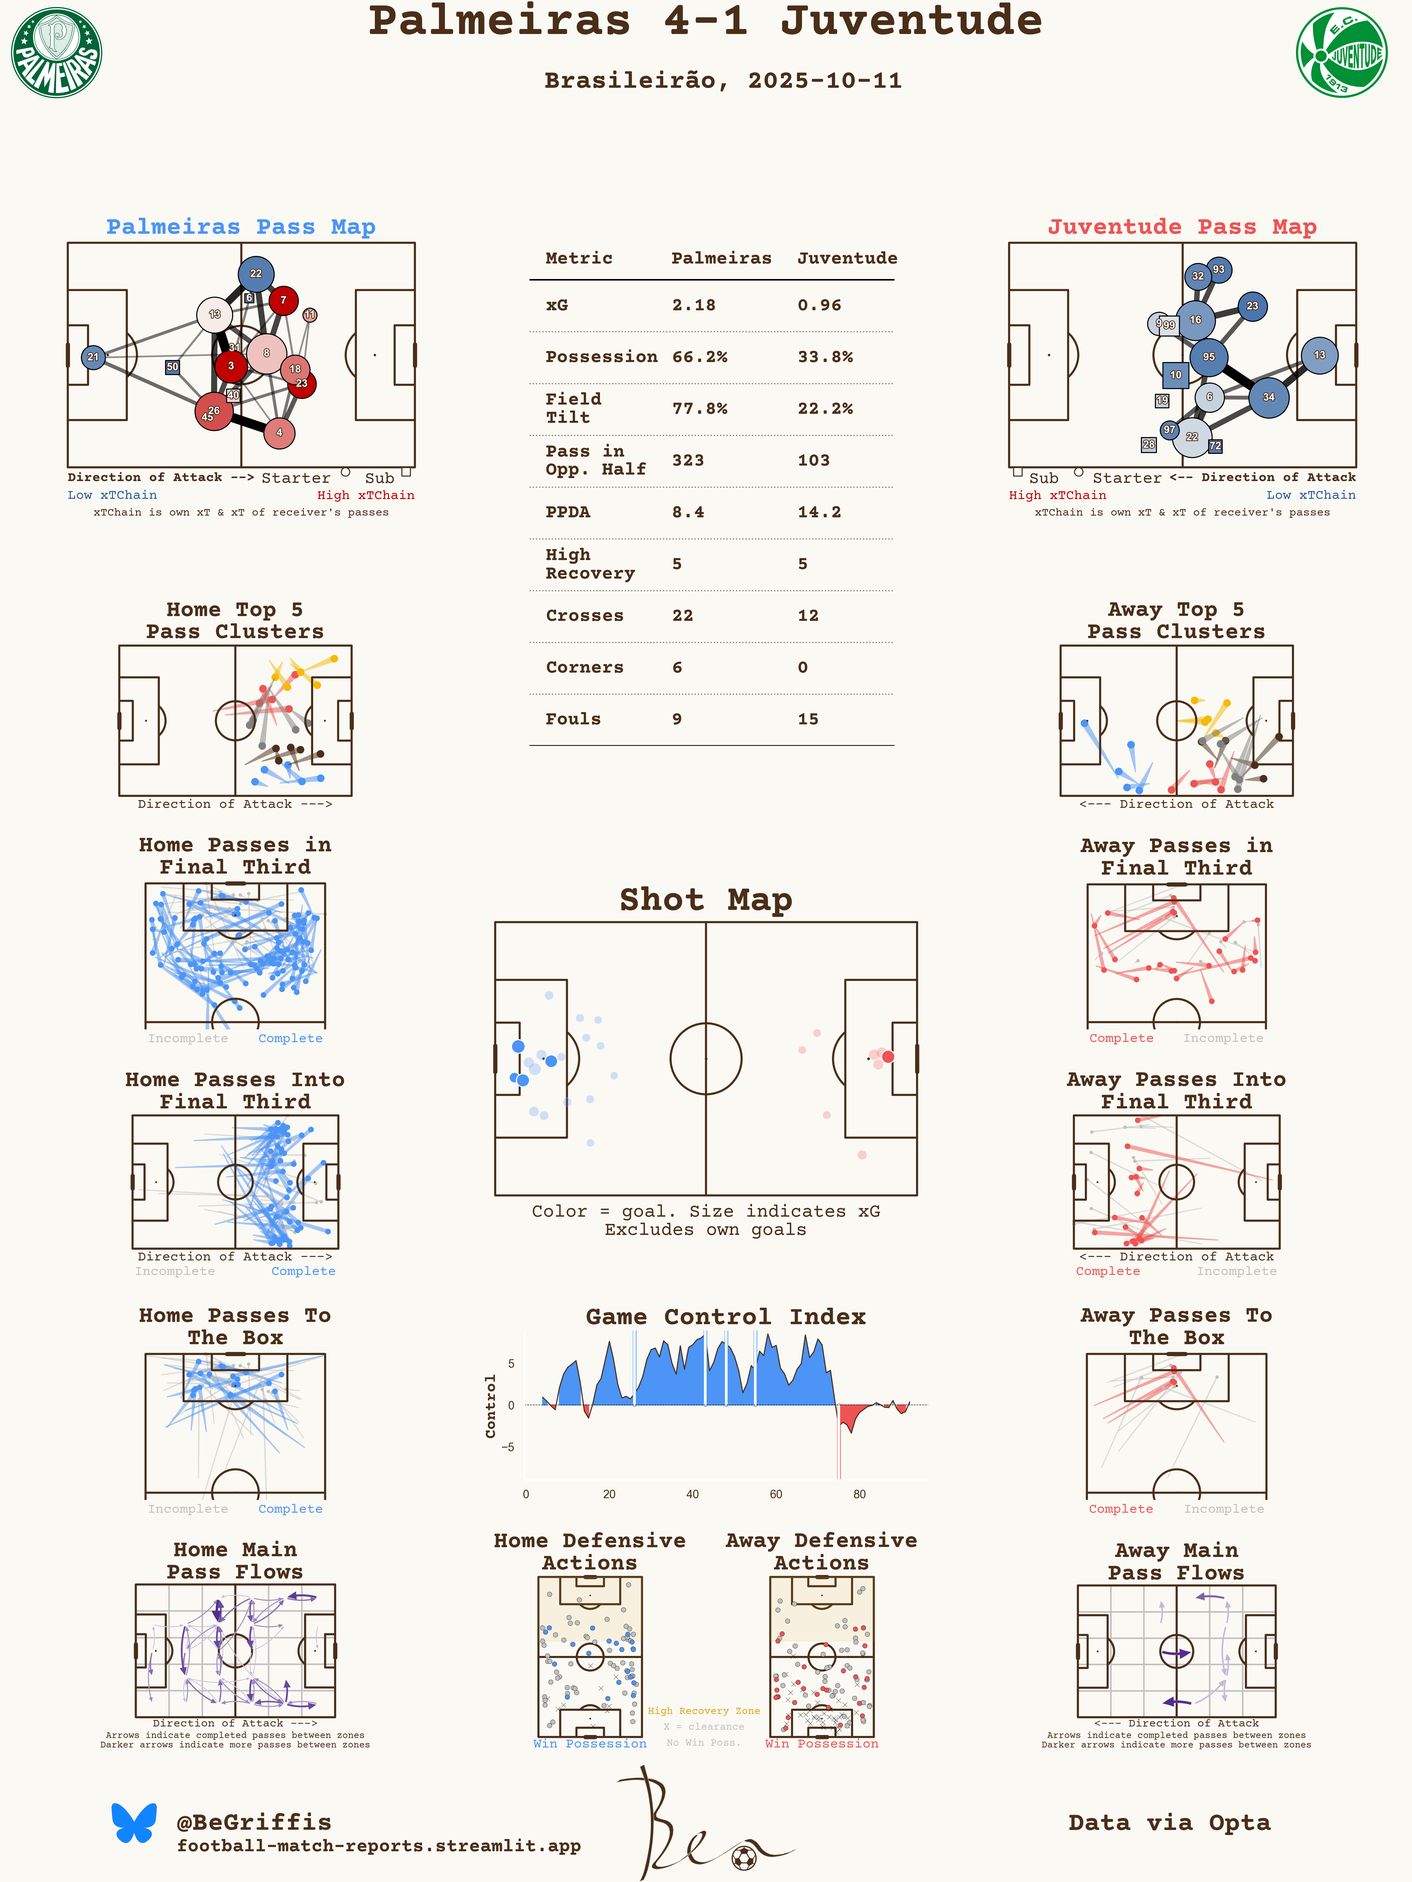 Palmeiras 4-1 Juventude
Brasileirão, 2025-10-11
PALMEIRAS
P
E.C.
JUVENTUDE
1913
Palmeiras Pass Map
22
6
7
11
13
31
8
21
50
3
18
23
40
26
45
4
Direction of Attack --> Starter Sub
Low xTChain High xTChain
xTChain is own xT & xT of receiver's passes
Metric Palmeiras Juventude
xG 2.18 0.96
Possession 66.2% 33.8%
Field
Tilt 77.8% 22.2%
Pass in
Opp. Half 323 103
PPDA 8.4 14.2
High
Recovery 5 5
Crosses 22 12
Corners 6 0
Fouls 9 15
Juventude Pass Map
32
93
23
9
99
16
95
13
10
19
6
34
97
22
28
72
Sub Starter <-- Direction of Attack
High xTChain Low xTChain
xTChain is own xT & xT of receiver's passes
Home Top 5
Pass Clusters
Direction of Attack --->
Away Top 5
Pass Clusters
<--- Direction of Attack
Home Passes in
Final Third
Incomplete Complete
Away Passes in
Final Third
Complete Incomplete
Shot Map
Color = goal. Size indicates xG
Excludes own goals
Home Passes Into
Final Third
Direction of Attack --->
Incomplete Complete
Away Passes Into
Final Third
<--- Direction of Attack
Complete Incomplete
Home Passes To
The Box
Incomplete Complete
Game Control Index
Control
5
0
−5
0 20 40 60 80
Away Passes To
The Box
Complete Incomplete
Home Main
Pass Flows
Direction of Attack --->
Arrows indicate completed passes between zones
Darker arrows indicate more passes between zones
Home Defensive
Actions
Win Possession
Away Defensive
Actions
Win Possession
High Recovery Zone
X = clearance
No Win Poss.
Away Main
Pass Flows
<--- Direction of Attack
Arrows indicate completed passes between zones
Darker arrows indicate more passes between zones
@BeGriffis
football-match-reports.streamlit.app
Ben
Data via Opta